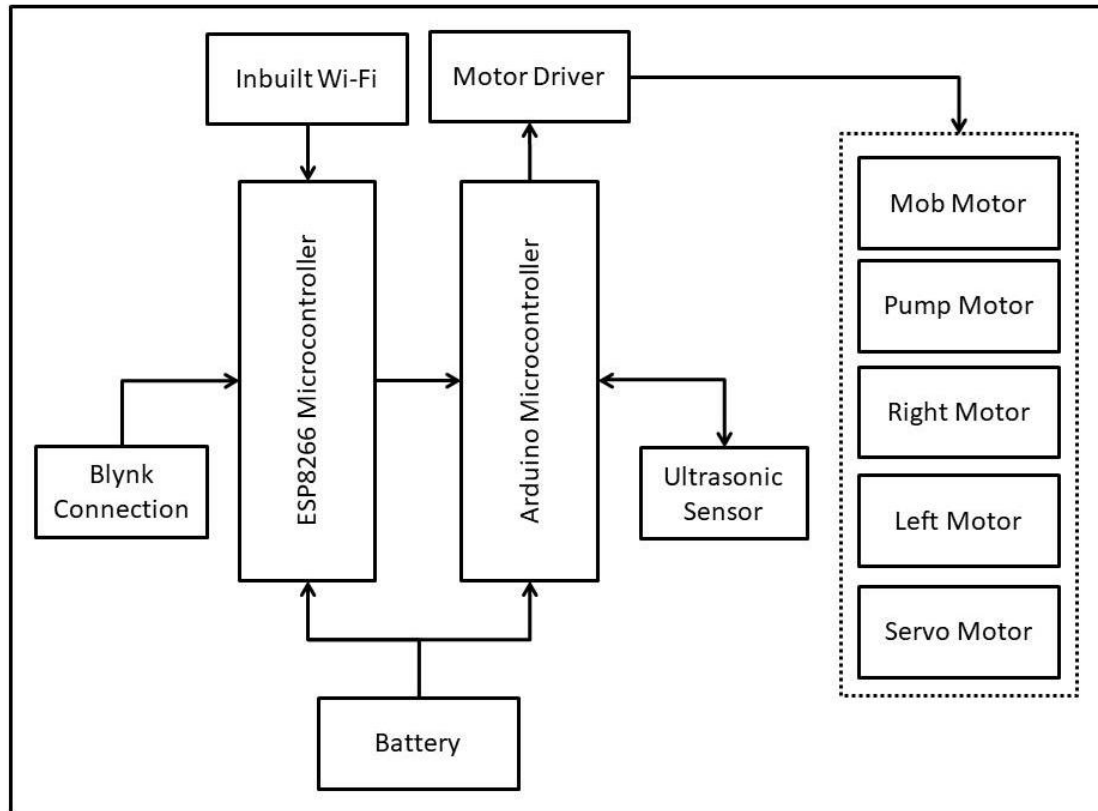 Inbuilt Wi-Fi
Motor Driver
Mob Motor
Pump Motor
Right Motor
Left Motor
Servo Motor
ESP8266 Microcontroller
Arduino Microcontroller
Blynk
Connection
Ultrasonic
Sensor
Battery